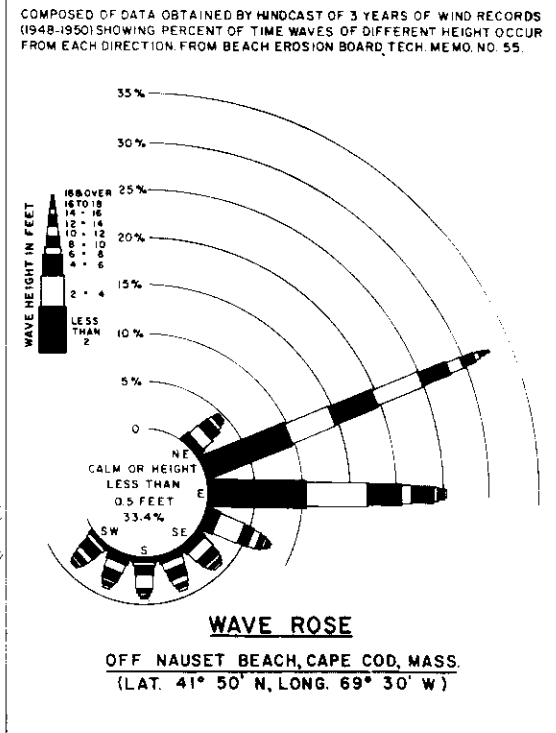 COMPOSED OF DATA OBTAINED BY HINDCAST OF 3 YEARS OF WIND RECORDS
(1948-1950) SHOWING PERCENT OF TIME WAVES OF DIFFERENT HEIGHT OCCUR
FROM EACH DIRECTION. FROM BEACH EROSION BOARD, TECH. MEMO. NO. 55.
35%
30%
25%
20%
15%
10%
5%
0
WAVE HEIGHT IN FEET
18 & OVER
16 TO 18
14 - 16
12 - 14
10 - 12
8 - 10
6 - 8
4 - 6
2 - 4
LESS
THAN
2
NE
CALM OR HEIGHT
LESS THAN
0.5 FEET
33.4%
E
SE
S
SW
WAVE ROSE
OFF NAUSET BEACH, CAPE COD, MASS.
(LAT. 41° 50' N, LONG. 69° 30' W)